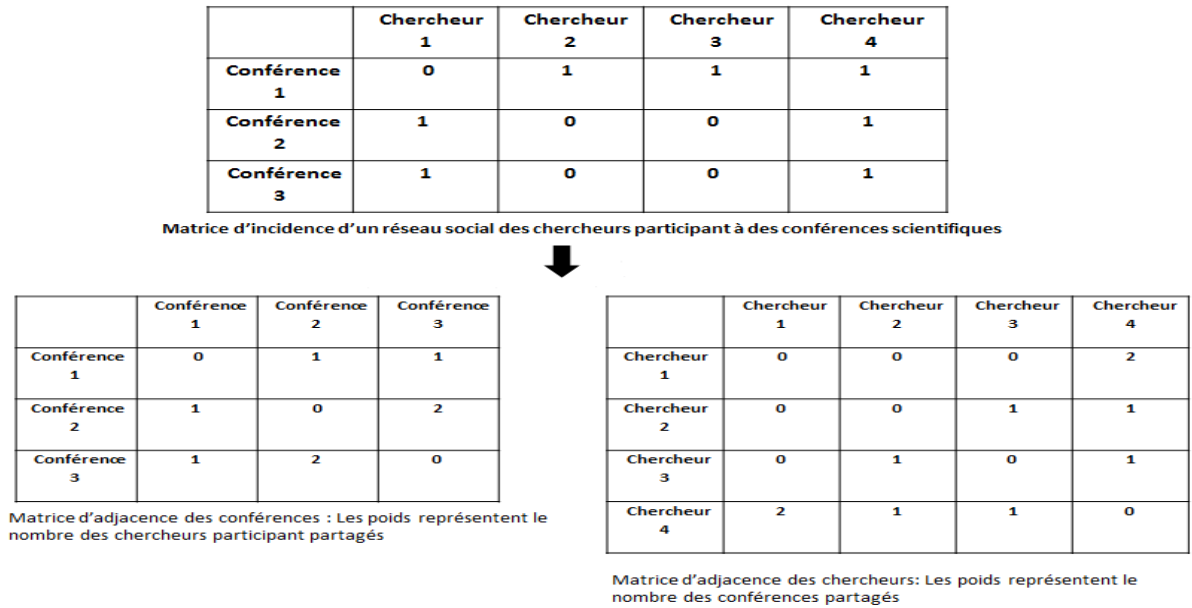 Chercheur 1 Chercheur 2 Chercheur 3 Chercheur 4
Conférence 1 0 1 1 1
Conférence 2 1 0 0 1
Conférence 3 1 0 0 1
Matrice d'incidence d'un réseau social des chercheurs participant à des conférences scientifiques
Conférence 1 Conférence 2 Conférence 3
Conférence 1 0 1 1
Conférence 2 1 0 2
Conférence 3 1 2 0
Matrice d'adjacence des conférences : Les poids représentent le
nombre des chercheurs participant partagés
Chercheur 1 Chercheur 2 Chercheur 3 Chercheur 4
Chercheur 1 0 0 0 2
Chercheur 2 0 0 1 1
Chercheur 3 0 1 0 1
Chercheur 4 2 1 1 0
Matrice d'adjacence des chercheurs: Les poids représentent le
nombre des conférences partagés